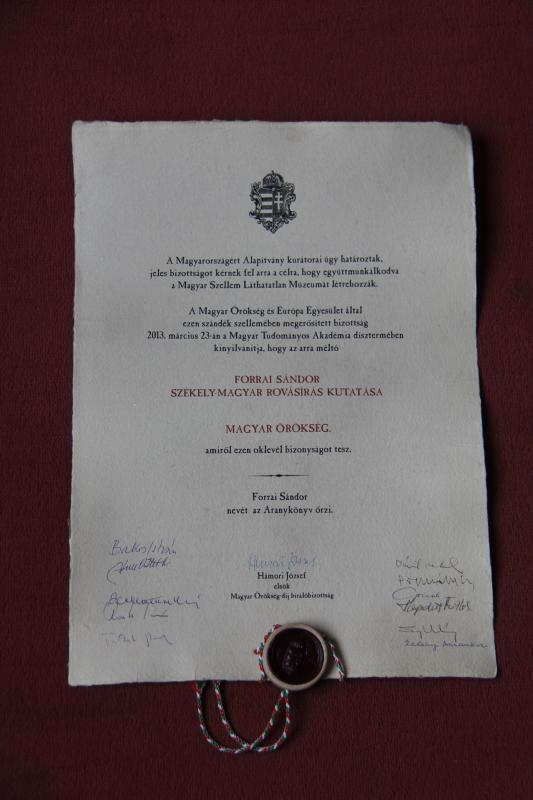 A Magyarországért Alapítvány kurátorai úgy határoztak,
jeles bizottságot kérnek fel arra a célra, hogy együttmunkálkodva
a Magyar Szellem Láthatatlan Múzeumát létrehozzák.
A Magyar Örökség és Európa Egyesület által
ezen szándék szellemében megerősített bizottság
2013. március 23-án a Magyar Tudományos Akadémia dísztermében
kinyilvánítja, hogy az arra méltó
FORRAI SÁNDOR
SZÉKELY-MAGYAR ROVÁSÍRÁS KUTATÁSA
MAGYAR ÖRÖKSÉG,
amiről ezen oklevél bizonyságot tesz.
Forrai Sándor
nevét az Aranykönyv őrzi.
Hámori József
Hámori József
elnök
Magyar Örökség-díj bírálóbizottság